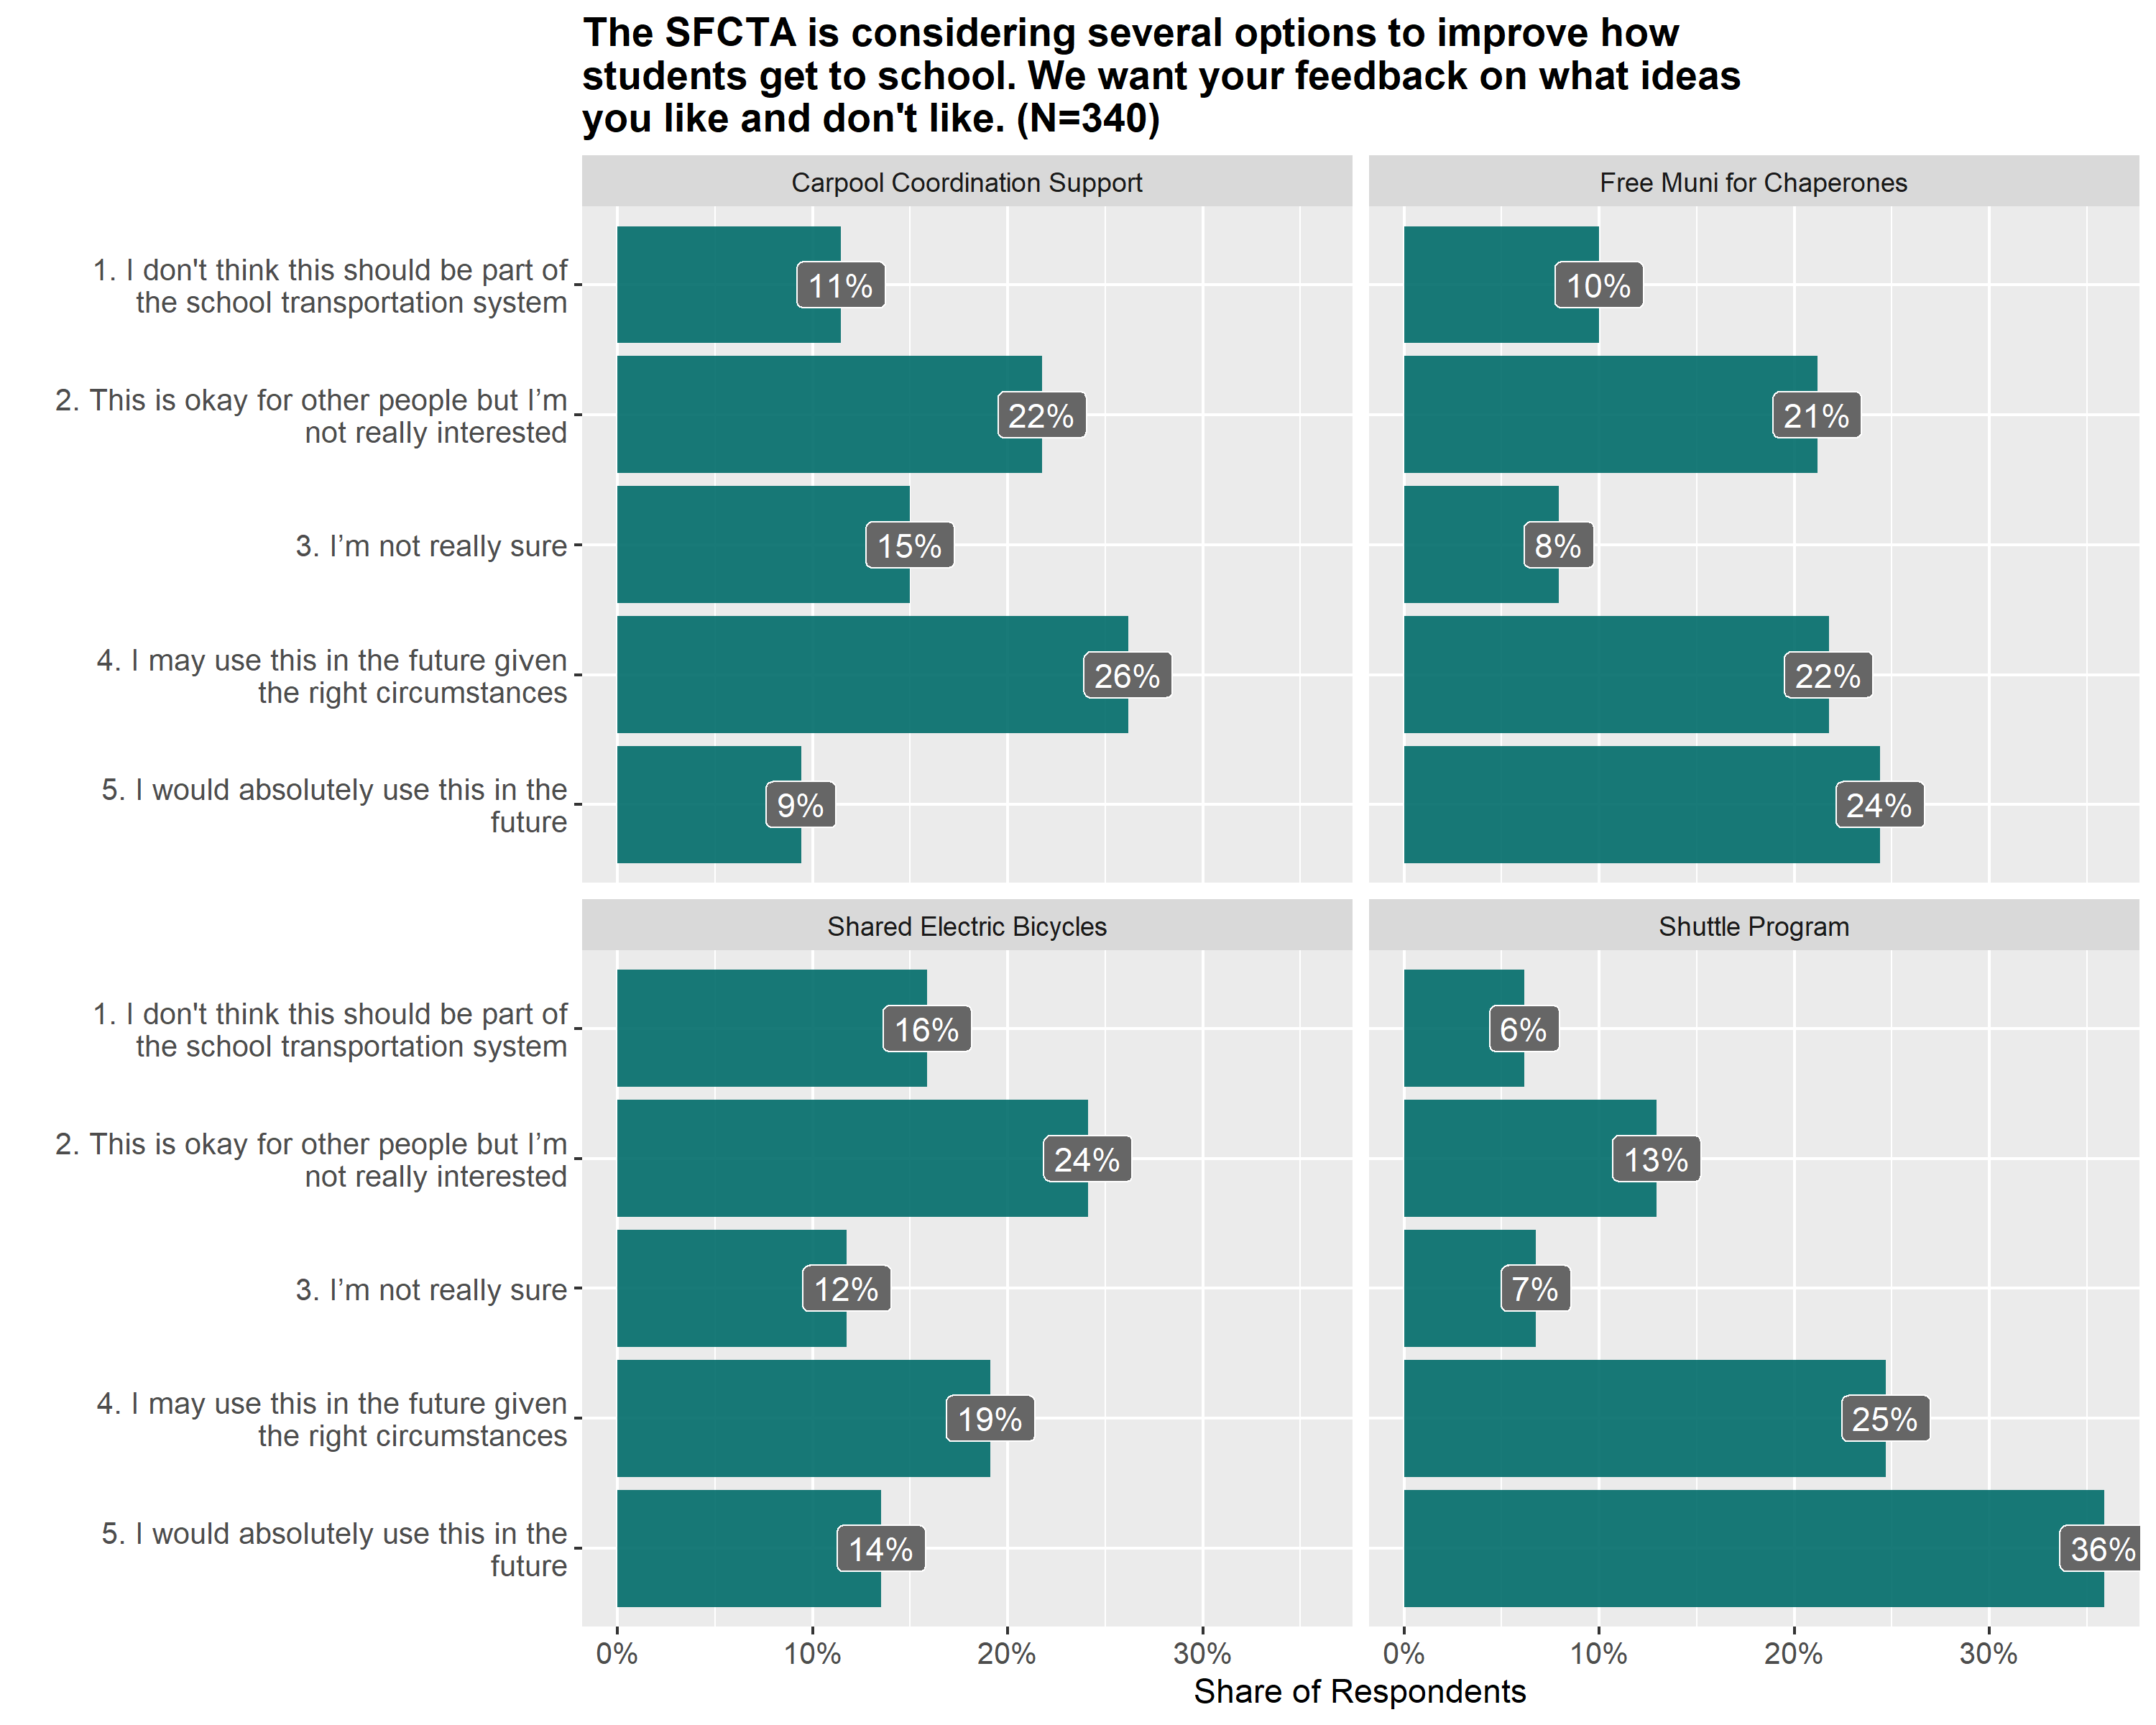 The SFCTA is considering several options to improve how
students get to school. We want your feedback on what ideas
you like and don't like. (N=340)
Carpool Coordination Support
1. I don't think this should be part of
the school transportation system
11%
2. This is okay for other people but I’m
not really interested
22%
3. I’m not really sure
15%
4. I may use this in the future given
the right circumstances
26%
5. I would absolutely use this in the
future
9%
Free Muni for Chaperones
10%
21%
8%
22%
24%
Shared Electric Bicycles
1. I don't think this should be part of
the school transportation system
16%
2. This is okay for other people but I’m
not really interested
24%
3. I’m not really sure
12%
4. I may use this in the future given
the right circumstances
19%
5. I would absolutely use this in the
future
14%
Shuttle Program
6%
13%
7%
25%
36%
0% 10% 20% 30%
0% 10% 20% 30%
Share of Respondents